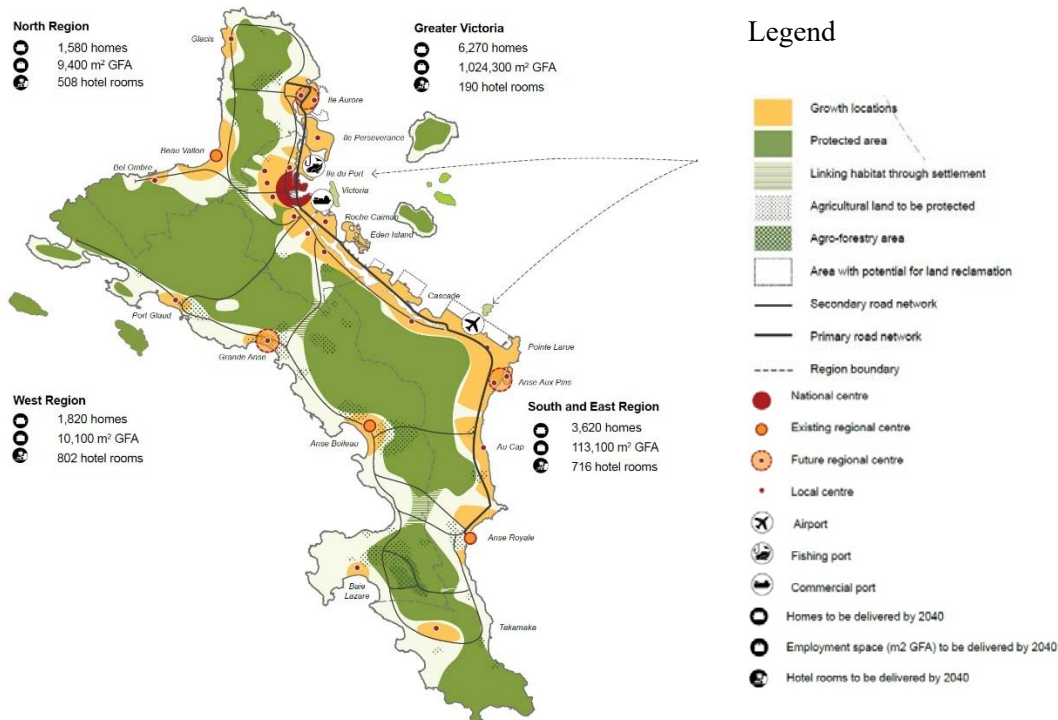 North Region
1,580 homes
9,400 m² GFA
508 hotel rooms
Greater Victoria
6,270 homes
1,024,300 m² GFA
190 hotel rooms
Glacis
Ile Aurore
Ile Perseverance
Beau Vallon
Bel Ombre
Ile du Port
Victoria
Roche Caiman
Eden Island
Cascade
Port Glaud
Grande Anse
Pointe Larue
Anse Aux Pins
West Region
1,820 homes
10,100 m² GFA
802 hotel rooms
South and East Region
3,620 homes
113,100 m² GFA
716 hotel rooms
Anse Boileau
Au Cap
Anse Royale
Baie
Lazare
Takamaka
Legend
Growth locations
Protected area
Linking habitat through settlement
Agricultural land to be protected
Agro-forestry area
Area with potential for land reclamation
Secondary road network
Primary road network
Region boundary
National centre
Existing regional centre
Future regional centre
Local centre
Airport
Fishing port
Commercial port
Homes to be delivered by 2040
Employment space (m2 GFA) to be delivered by 2040
Hotel rooms to be delivered by 2040